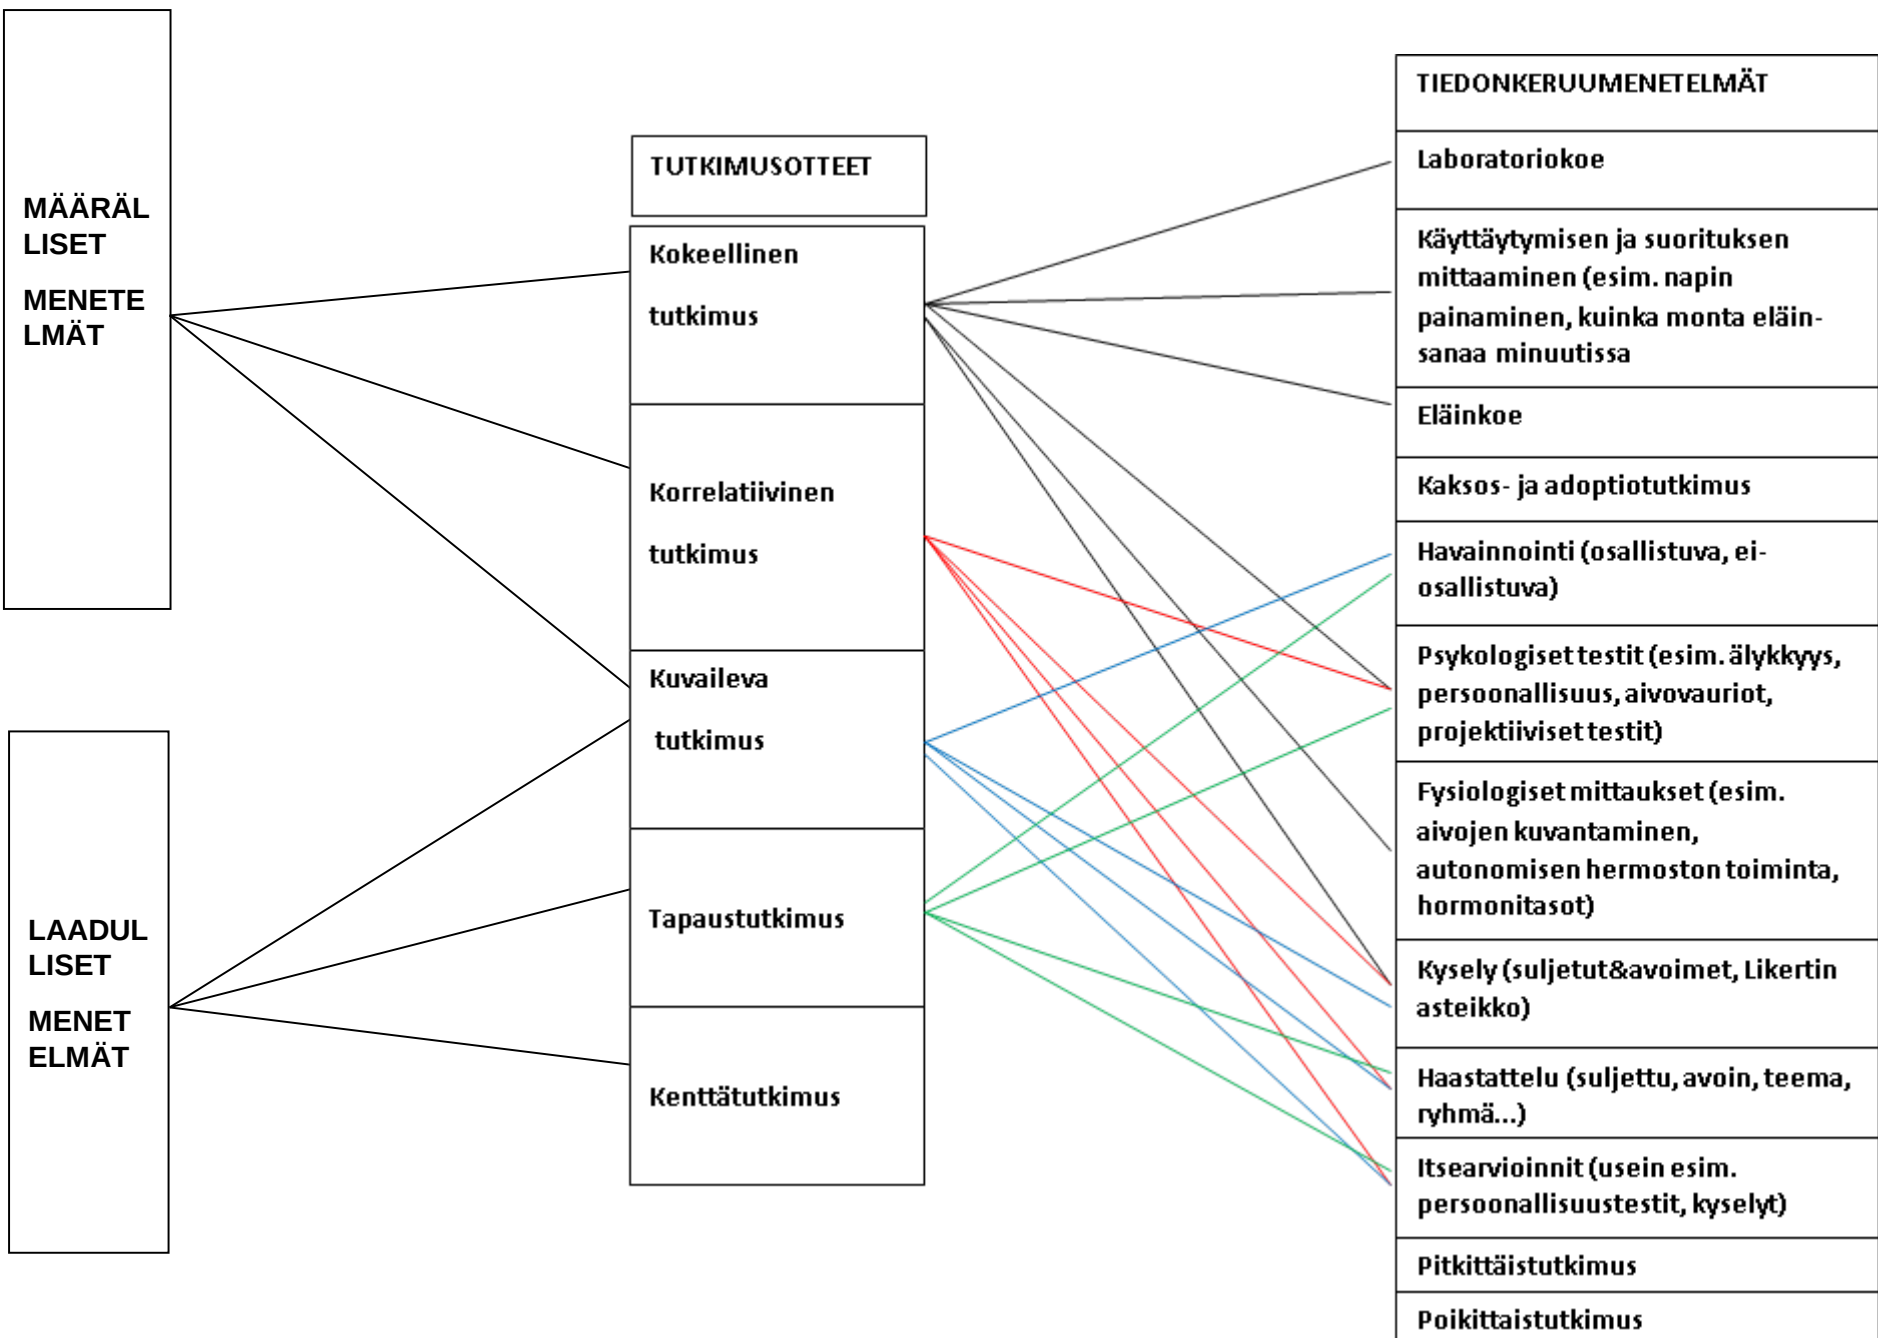 MÄÄRÄL
LISET
MENETE
LMÄT
LAADUL
LISET
MENET
ELMÄT
TUTKIMUSOTTEET
Kokeellinen
tutkimus
Korrelatiivinen
tutkimus
Kuvaileva
tutkimus
Tapaustutkimus
Kenttätutkimus
TIEDONKERUUMENETELMÄT
Laboratoriokoe
Käyttäytymisen ja suorituksen
mittaaminen (esim. napin
painaminen, kuinka monta eläin-
sanaa minuutissa
Eläinkoe
Kaksos- ja adoptiotutkimus
Havainnointi (osallistuva, ei-
osallistuva)
Psykologiset testit (esim. älykkyys,
persoonallisuus, aivovauriot,
projektiiviset testit)
Fysiologiset mittaukset (esim.
aivojen kuvantaminen,
autonomisen hermoston toiminta,
hormonitasot)
Kysely (suljetut&avoimet, Likertin
asteikko)
Haastattelu (suljettu, avoin, teema,
ryhmä...)
Itsearvioinnit (usein esim.
persoonallisuustestit, kyselyt)
Pitkittäistutkimus
Poikittaistutkimus